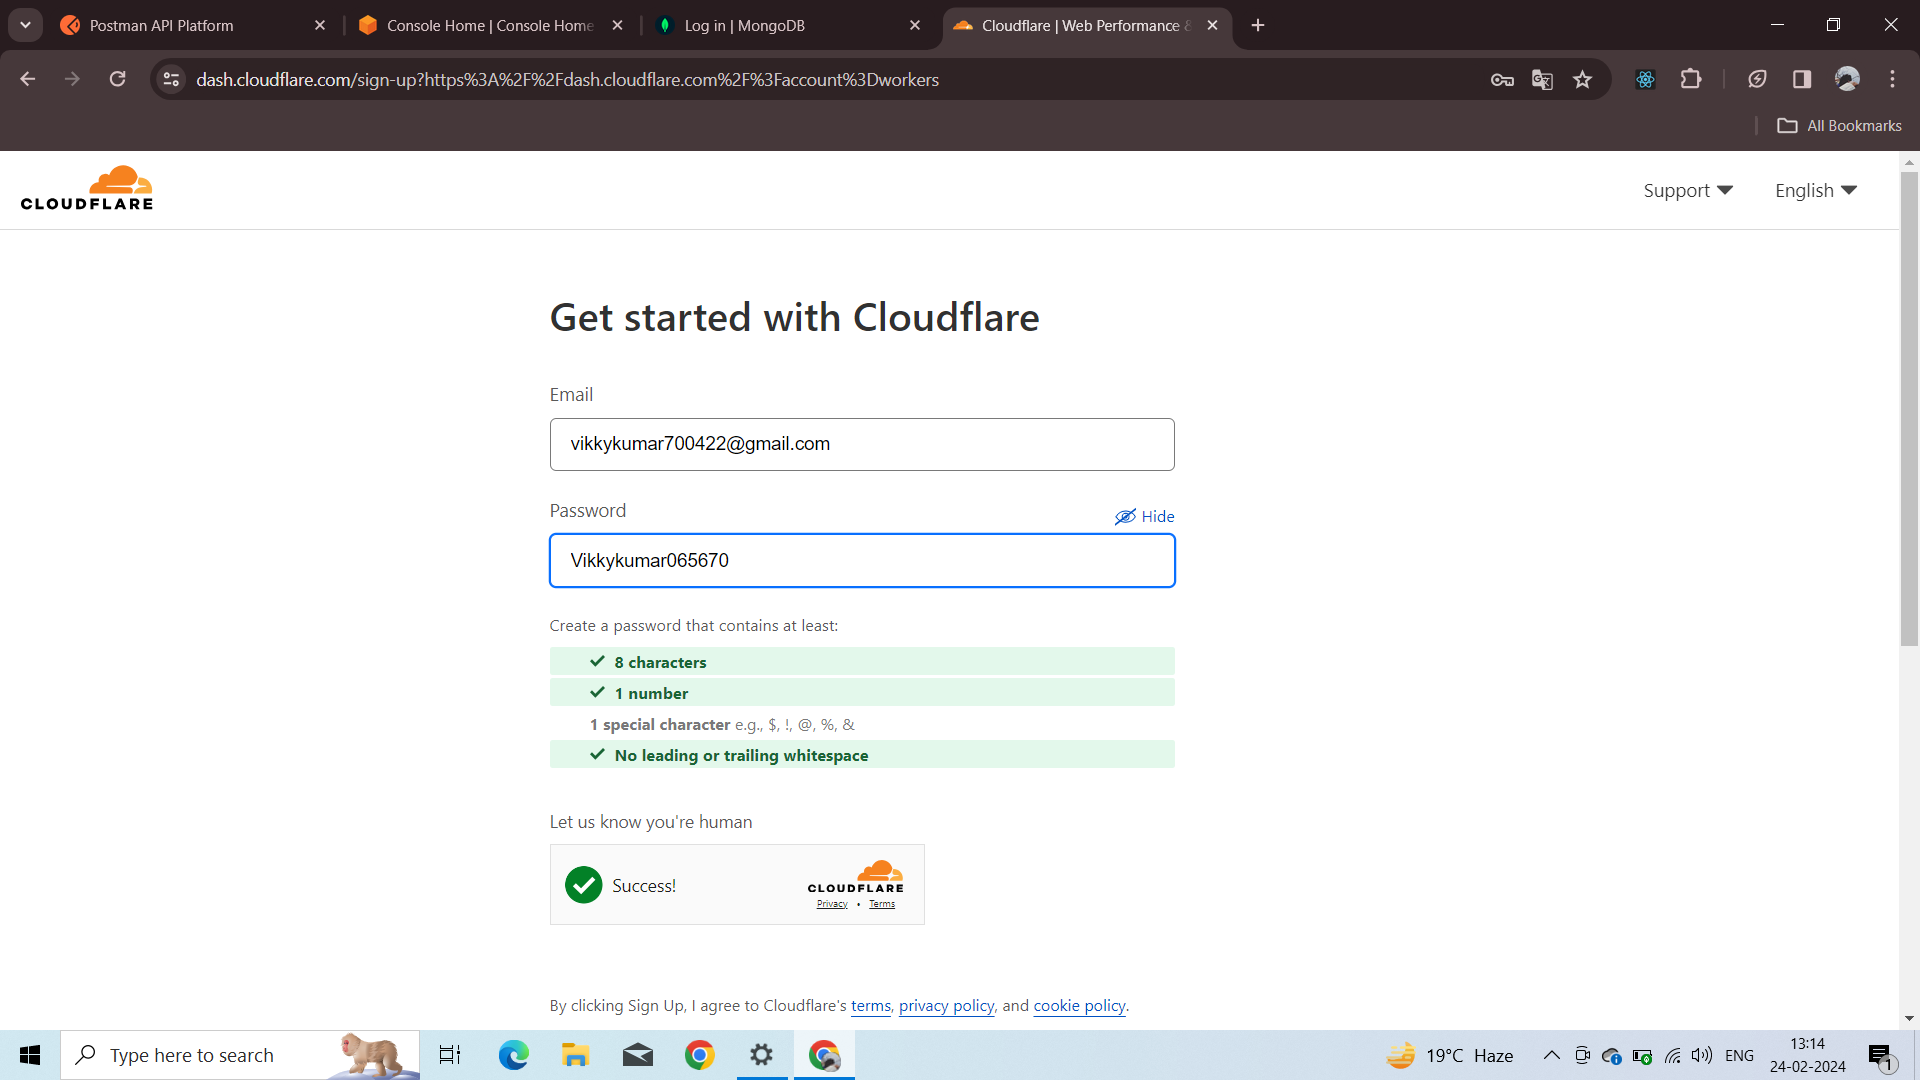 Postman API Platform
Console Home | Console Home
Log in | MongoDB
Cloudflare | Web Performance &
dash.cloudflare.com/sign-up?https%3A%2F%2Fdash.cloudflare.com%2F%3Faccount%3Dworkers
All Bookmarks
CLOUDFLARE
Support
English
Get started with Cloudflare
Email
vikkykumar700422@gmail.com
Password
Hide
Vikkykumar065670
Create a password that contains at least:
8 characters
1 number
1 special character e.g., $, !, @, %, &
No leading or trailing whitespace
Let us know you're human
Success!
CLOUDFLARE
Privacy • Terms
By clicking Sign Up, I agree to Cloudflare's terms, privacy policy, and cookie policy.
Type here to search
19°C Haze
ENG
13:14
24-02-2024
1